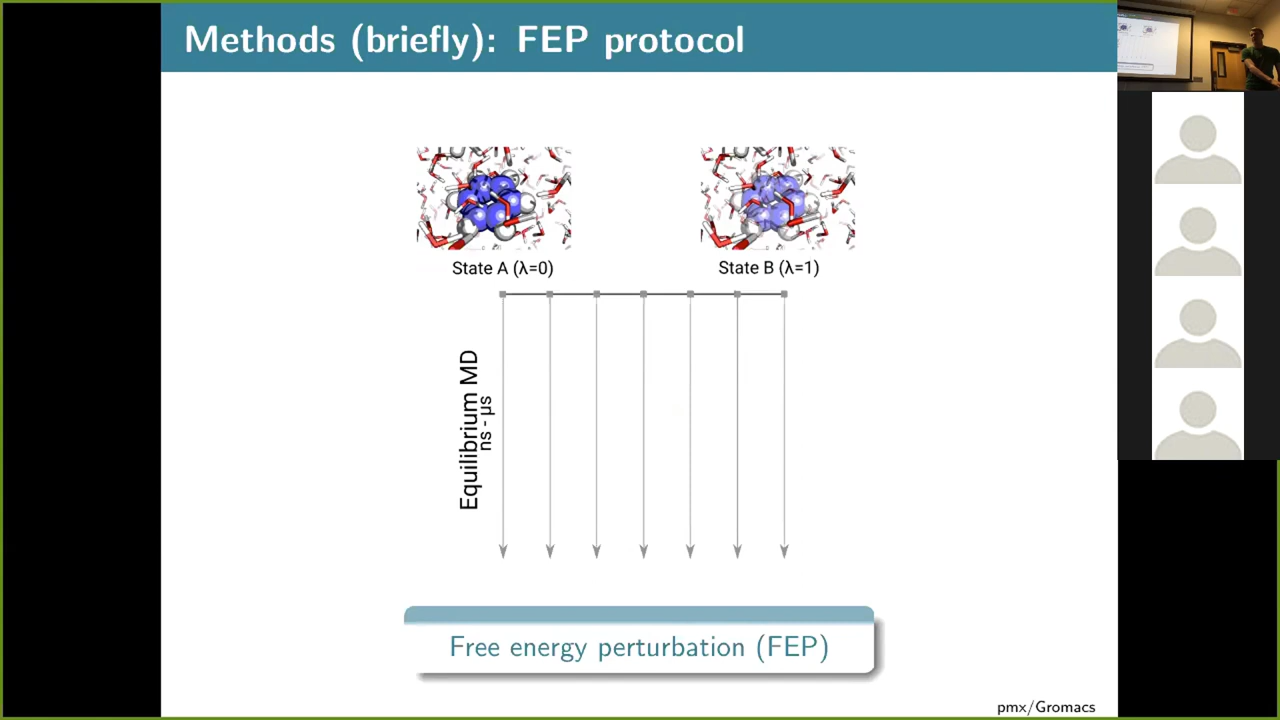 Methods (briefly): FEP protocol
State A (λ=0)
State B (λ=1)
Equilibrium MD
ns - µs
Free energy perturbation (FEP)
pmx/Gromacs